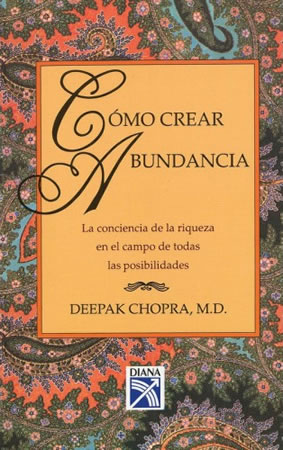 CÓMO CREAR
ABUNDANCIA
La conciencia de la riqueza
en el campo de todas
las posibilidades
DEEPAK CHOPRA, M.D.
DIANA